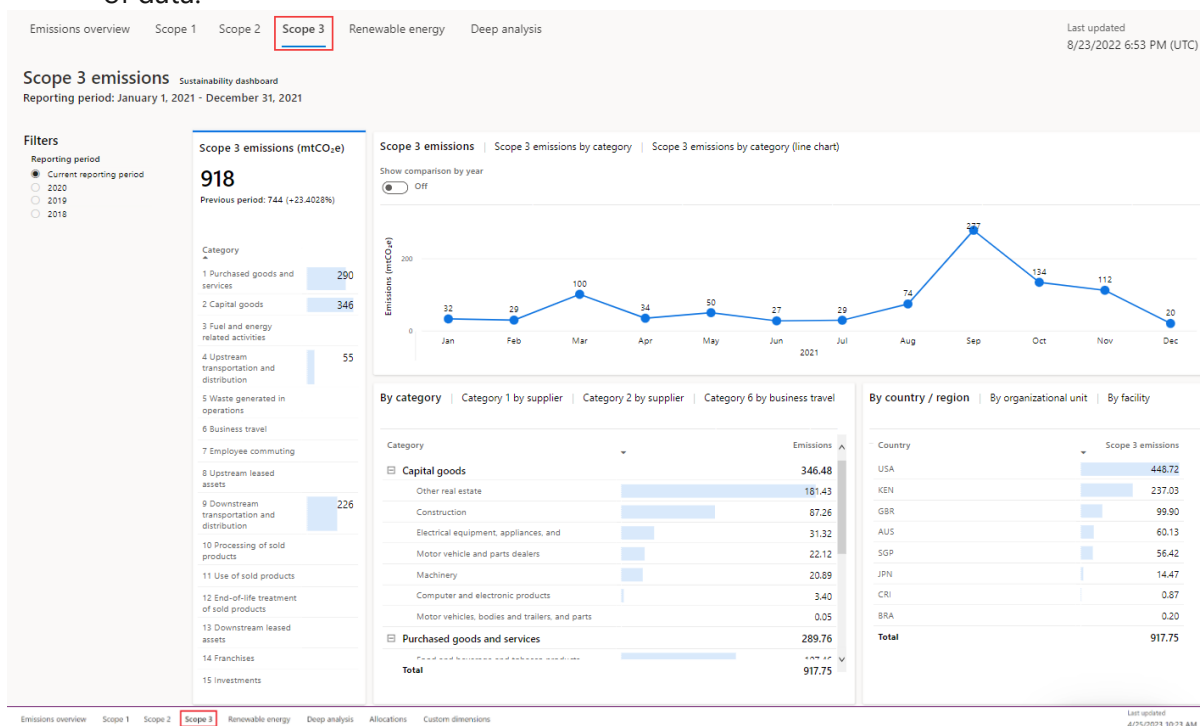 or data.
Emissions overview Scope 1 Scope 2 Scope 3 Renewable energy Deep analysis
Last updated
8/23/2022 6:53 PM (UTC)
Scope 3 emissions Sustainability dashboard
Reporting period: January 1, 2021 - December 31, 2021
Filters
Reporting period
Current reporting period
2020
2019
2018
Scope 3 emissions (mtCO₂e)
918
Previous period: 744 (+23.4028%)
Category
1 Purchased goods and
services
290
2 Capital goods 346
3 Fuel and energy
related activities
4 Upstream
transportation and
distribution
55
5 Waste generated in
operations
6 Business travel
7 Employee commuting
8 Upstream leased
assets
9 Downstream
transportation and
distribution
226
10 Processing of sold
products
11 Use of sold products
12 End-of-life treatment
of sold products
13 Downstream leased
assets
14 Franchises
15 Investments
Scope 3 emissions | Scope 3 emissions by category | Scope 3 emissions by category (line chart)
Show comparison by year
Off
Emissions (mtCO₂e)
200
0
32 29 100 34 50 27 29 74 277 134 112 20
Jan Feb Mar Apr May Jun Jul Aug Sep Oct Nov Dec
2021
By category | Category 1 by supplier | Category 2 by supplier | Category 6 by business travel
Category Emissions
Capital goods 346.48
Other real estate 181.43
Construction 87.26
Electrical equipment, appliances, and 31.32
Motor vehicle and parts dealers 22.12
Machinery 20.89
Computer and electronic products 3.40
Motor vehicles, bodies and trailers, and parts 0.05
Purchased goods and services 289.76
Food and beverage and tobacco products
Total 917.75
By country / region | By organizational unit | By facility
Country Scope 3 emissions
USA 448.72
KEN 237.03
GBR 99.90
AUS 60.13
SGP 56.42
JPN 14.47
CRI 0.87
BRA 0.20
Total 917.75
Emissions overview Scope 1 Scope 2 Scope 3 Renewable energy Deep analysis Allocations Custom dimensions
Last updated
4/25/2023 10:23 AM